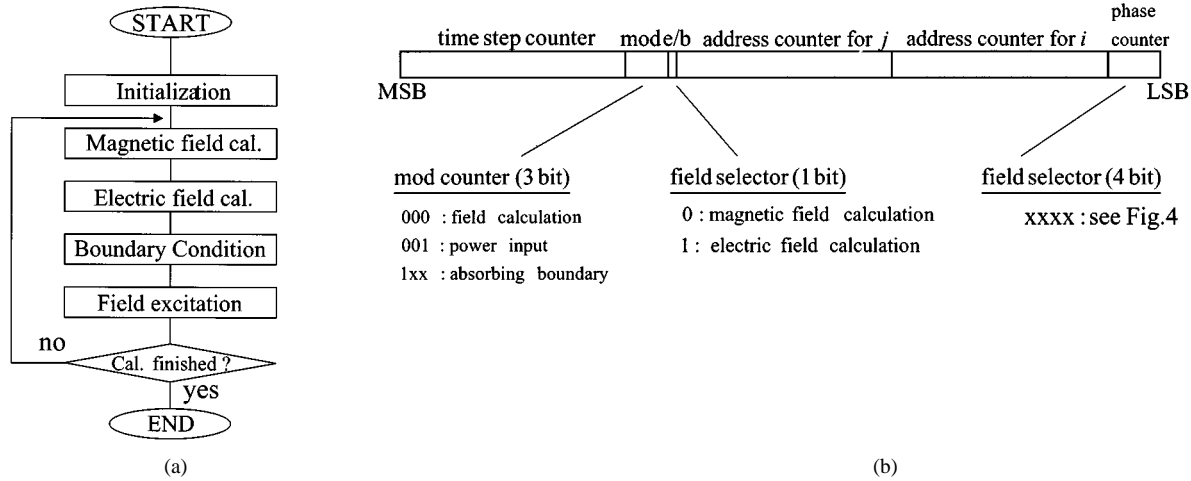 START
Initialization
Magnetic field cal.
Electric field cal.
Boundary Condition
Field excitation
no
Cal. finished ?
yes
END
(a)
phase
time step counter mod e/b address counter for j address counter for i counter
MSB LSB
mod counter (3 bit)
000 : field calculation
001 : power input
1xx : absorbing boundary
field selector (1 bit)
0 : magnetic field calculation
1 : electric field calculation
field selector (4 bit)
xxxx : see Fig.4
(b)